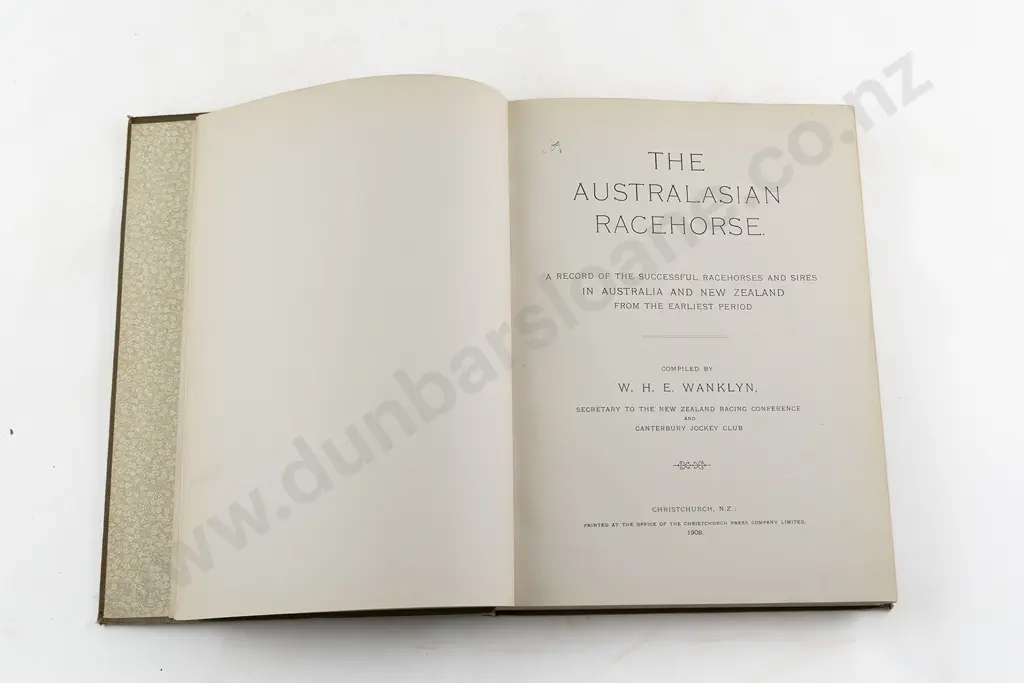 THE
AUSTRALASIAN
RACEHORSE.
A RECORD OF THE SUCCESSFUL RACEHORSES AND SIRES
IN AUSTRALIA AND NEW ZEALAND
FROM THE EARLIEST PERIOD
COMPILED BY
W. H. E. WANKLYN,
SECRETARY TO THE NEW ZEALAND RACING CONFERENCE
AND
CANTERBURY JOCKEY CLUB
CHRISTCHURCH, N.Z.:
PRINTED AT THE OFFICE OF THE CHRISTCHURCH PRESS COMPANY LIMITED.
1908.
www.dunbarsloane.co.nz